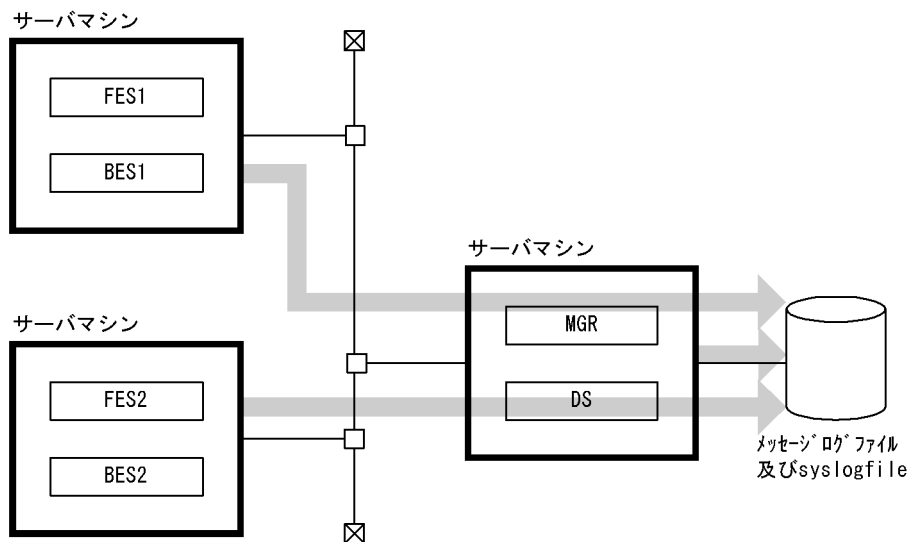 サーバマシン
FES1
BES1
サーバマシン
MGR
DS
サーバマシン
FES2
BES2
ﾒｯｾｰｼﾞﾛｸﾞﾌｧｲﾙ
及びsyslogfile